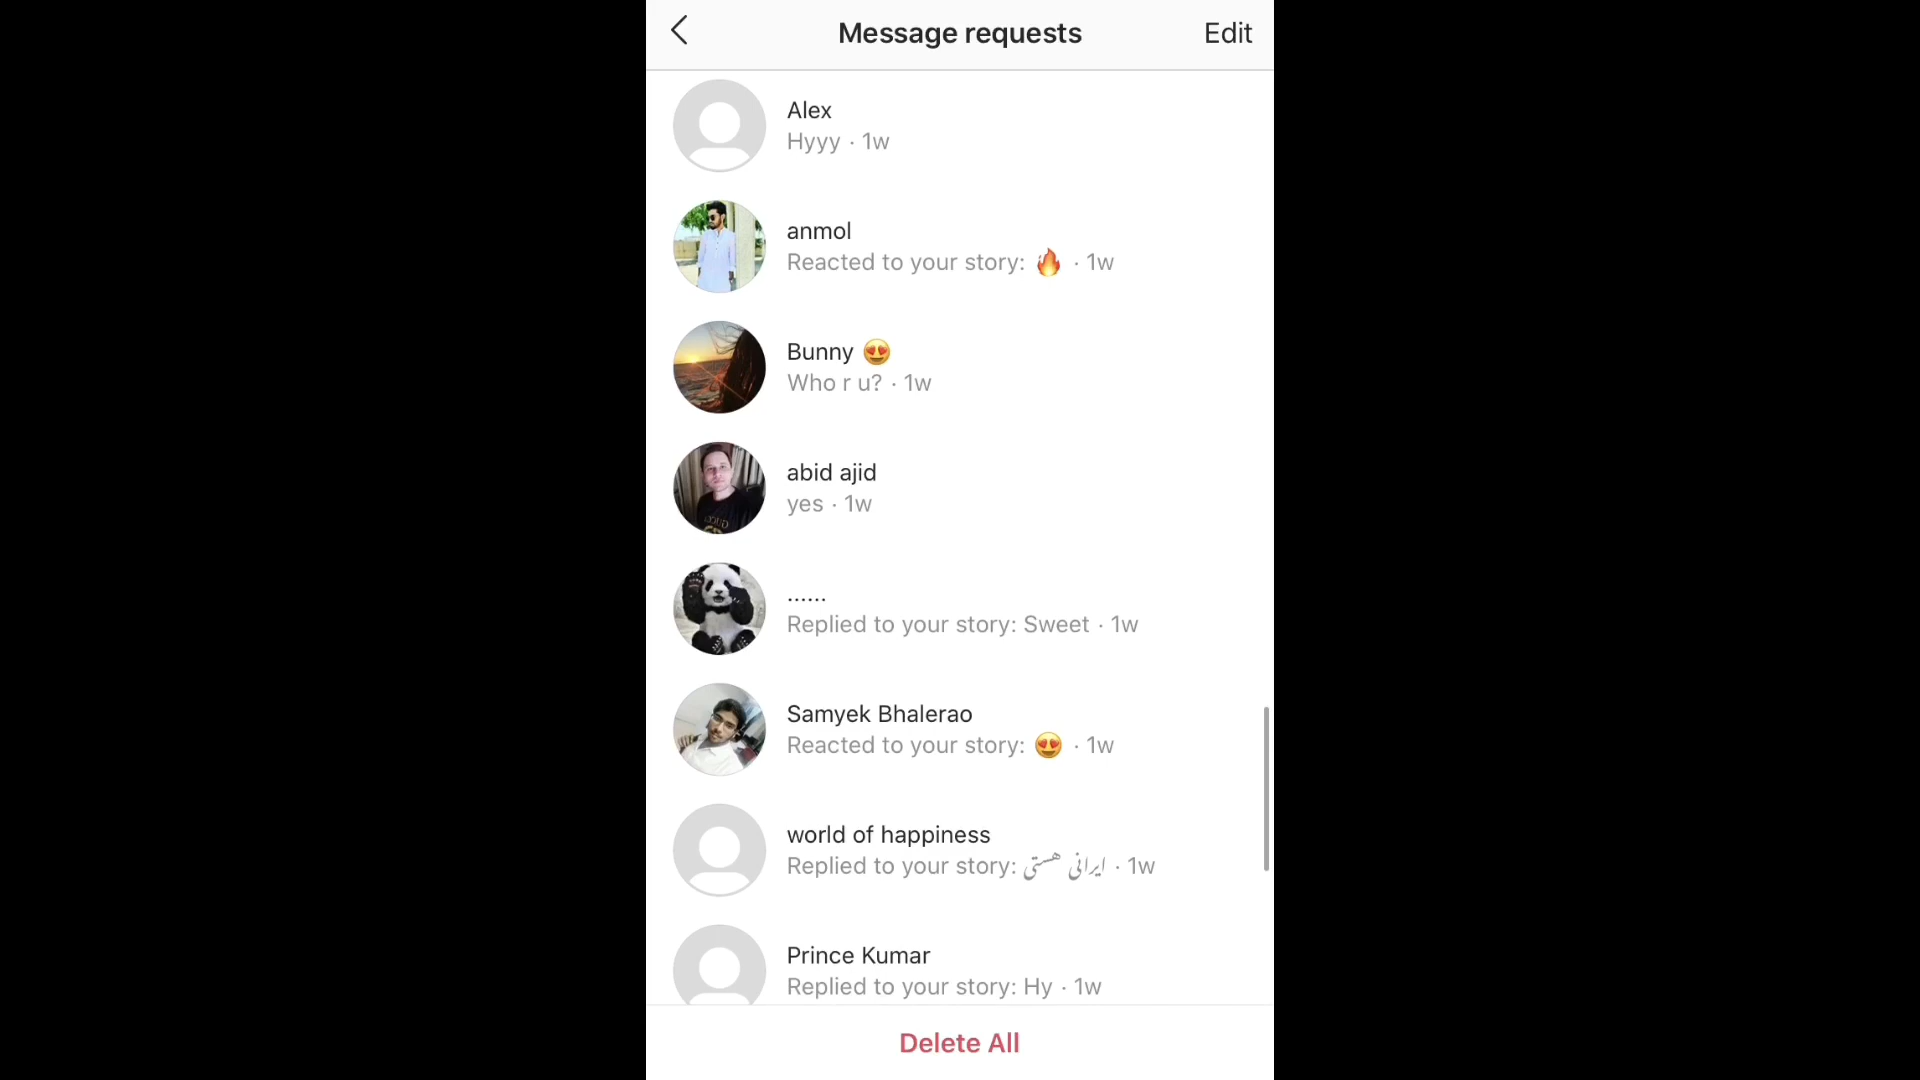 Message requests
Edit
Alex
Hyyy · 1w
anmol
Reacted to your story: 🔥 · 1w
Bunny 😍
Who r u? · 1w
abid ajid
yes · 1w
......
Replied to your story: Sweet · 1w
Samyek Bhalerao
Reacted to your story: 😍 · 1w
world of happiness
Replied to your story: ایرانی هستی · 1w
Prince Kumar
Replied to your story: Hy · 1w
Delete All